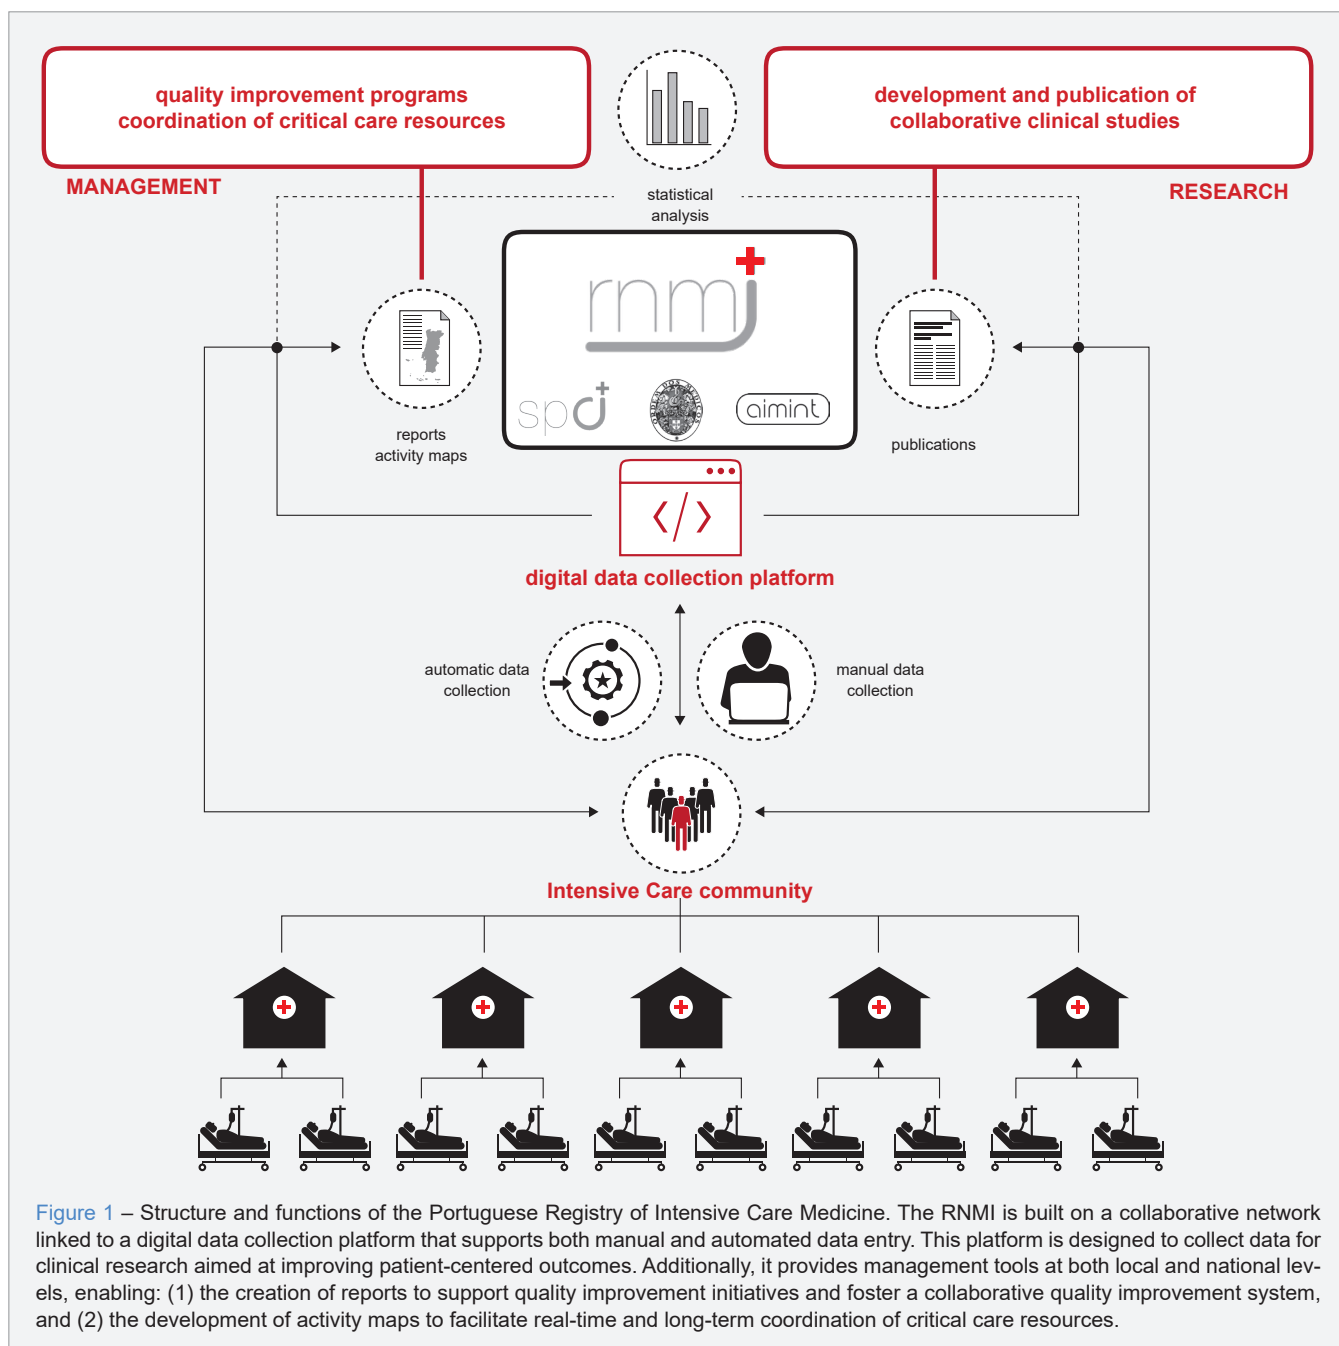 quality improvement programs
coordination of critical care resources
MANAGEMENT
statistical
analysis
development and publication of
collaborative clinical studies
RESEARCH
rnmi
spci
ORDEM DOS MEDICOS
aimint
reports
activity maps
publications
</>
digital data collection platform
automatic data
collection
manual data
collection
Intensive Care community
Figure 1 – Structure and functions of the Portuguese Registry of Intensive Care Medicine. The RNMI is built on a collaborative network
linked to a digital data collection platform that supports both manual and automated data entry. This platform is designed to collect data for
clinical research aimed at improving patient-centered outcomes. Additionally, it provides management tools at both local and national lev-
els, enabling: (1) the creation of reports to support quality improvement initiatives and foster a collaborative quality improvement system,
and (2) the development of activity maps to facilitate real-time and long-term coordination of critical care resources.